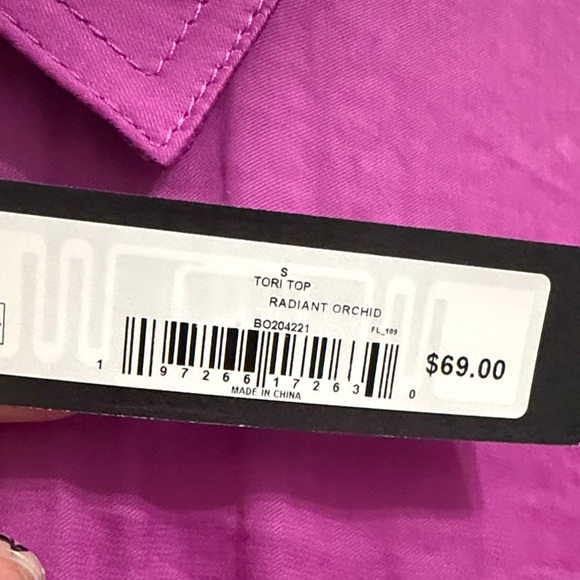 S
TORI TOP
RADIANT ORCHID
BO204221
FL_109
$69.00
1 97266 17263 0
MADE IN CHINA